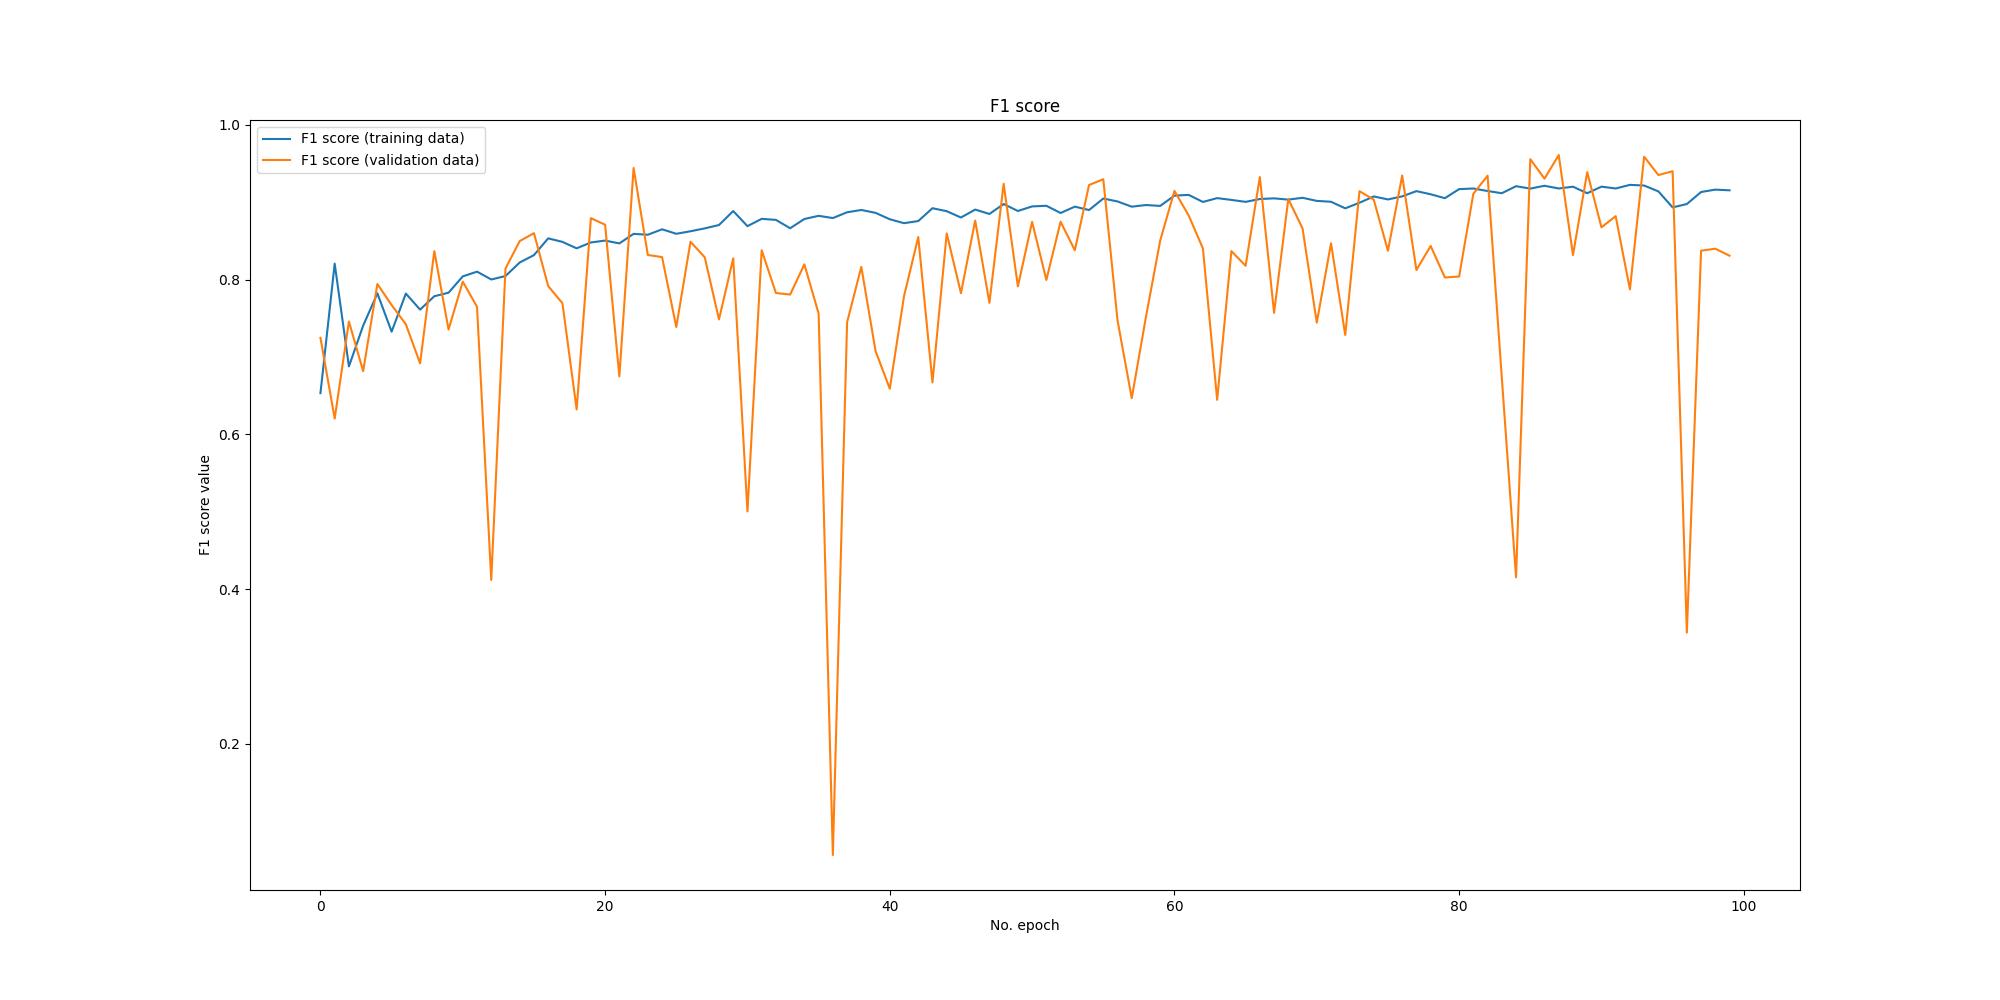 F1 score
F1 score (training data)
F1 score (validation data)
1.0
0.8
0.6
0.4
0.2
F1 score value
0 20 40 60 80 100
No. epoch